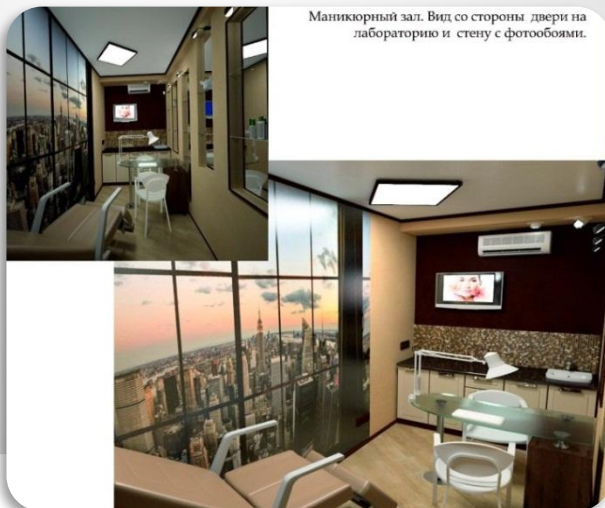 Маникюрный зал. Вид со стороны двери на
лабораторию и стену с фотообоями.